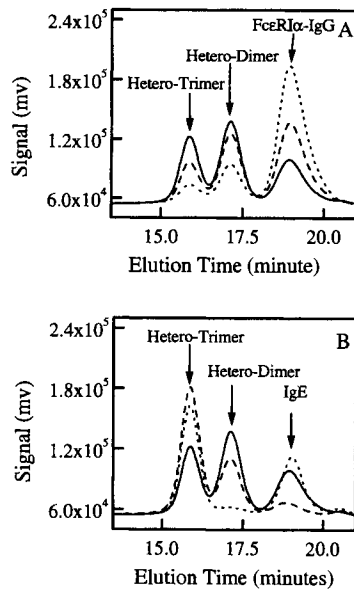 FcεRIα-IgG A
Hetero-Dimer
Hetero-Trimer
2.4x10⁵
1.8x10⁵
1.2x10⁵
6.0x10⁴
Signal (mv)
15.0 17.5 20.0
Elution Time (minute)
B
Hetero-Trimer
Hetero-Dimer
IgE
2.4x10⁵
1.8x10⁵
1.2x10⁵
6.0x10⁴
Signal (mv)
15.0 17.5 20.0
Elution Time (minutes)